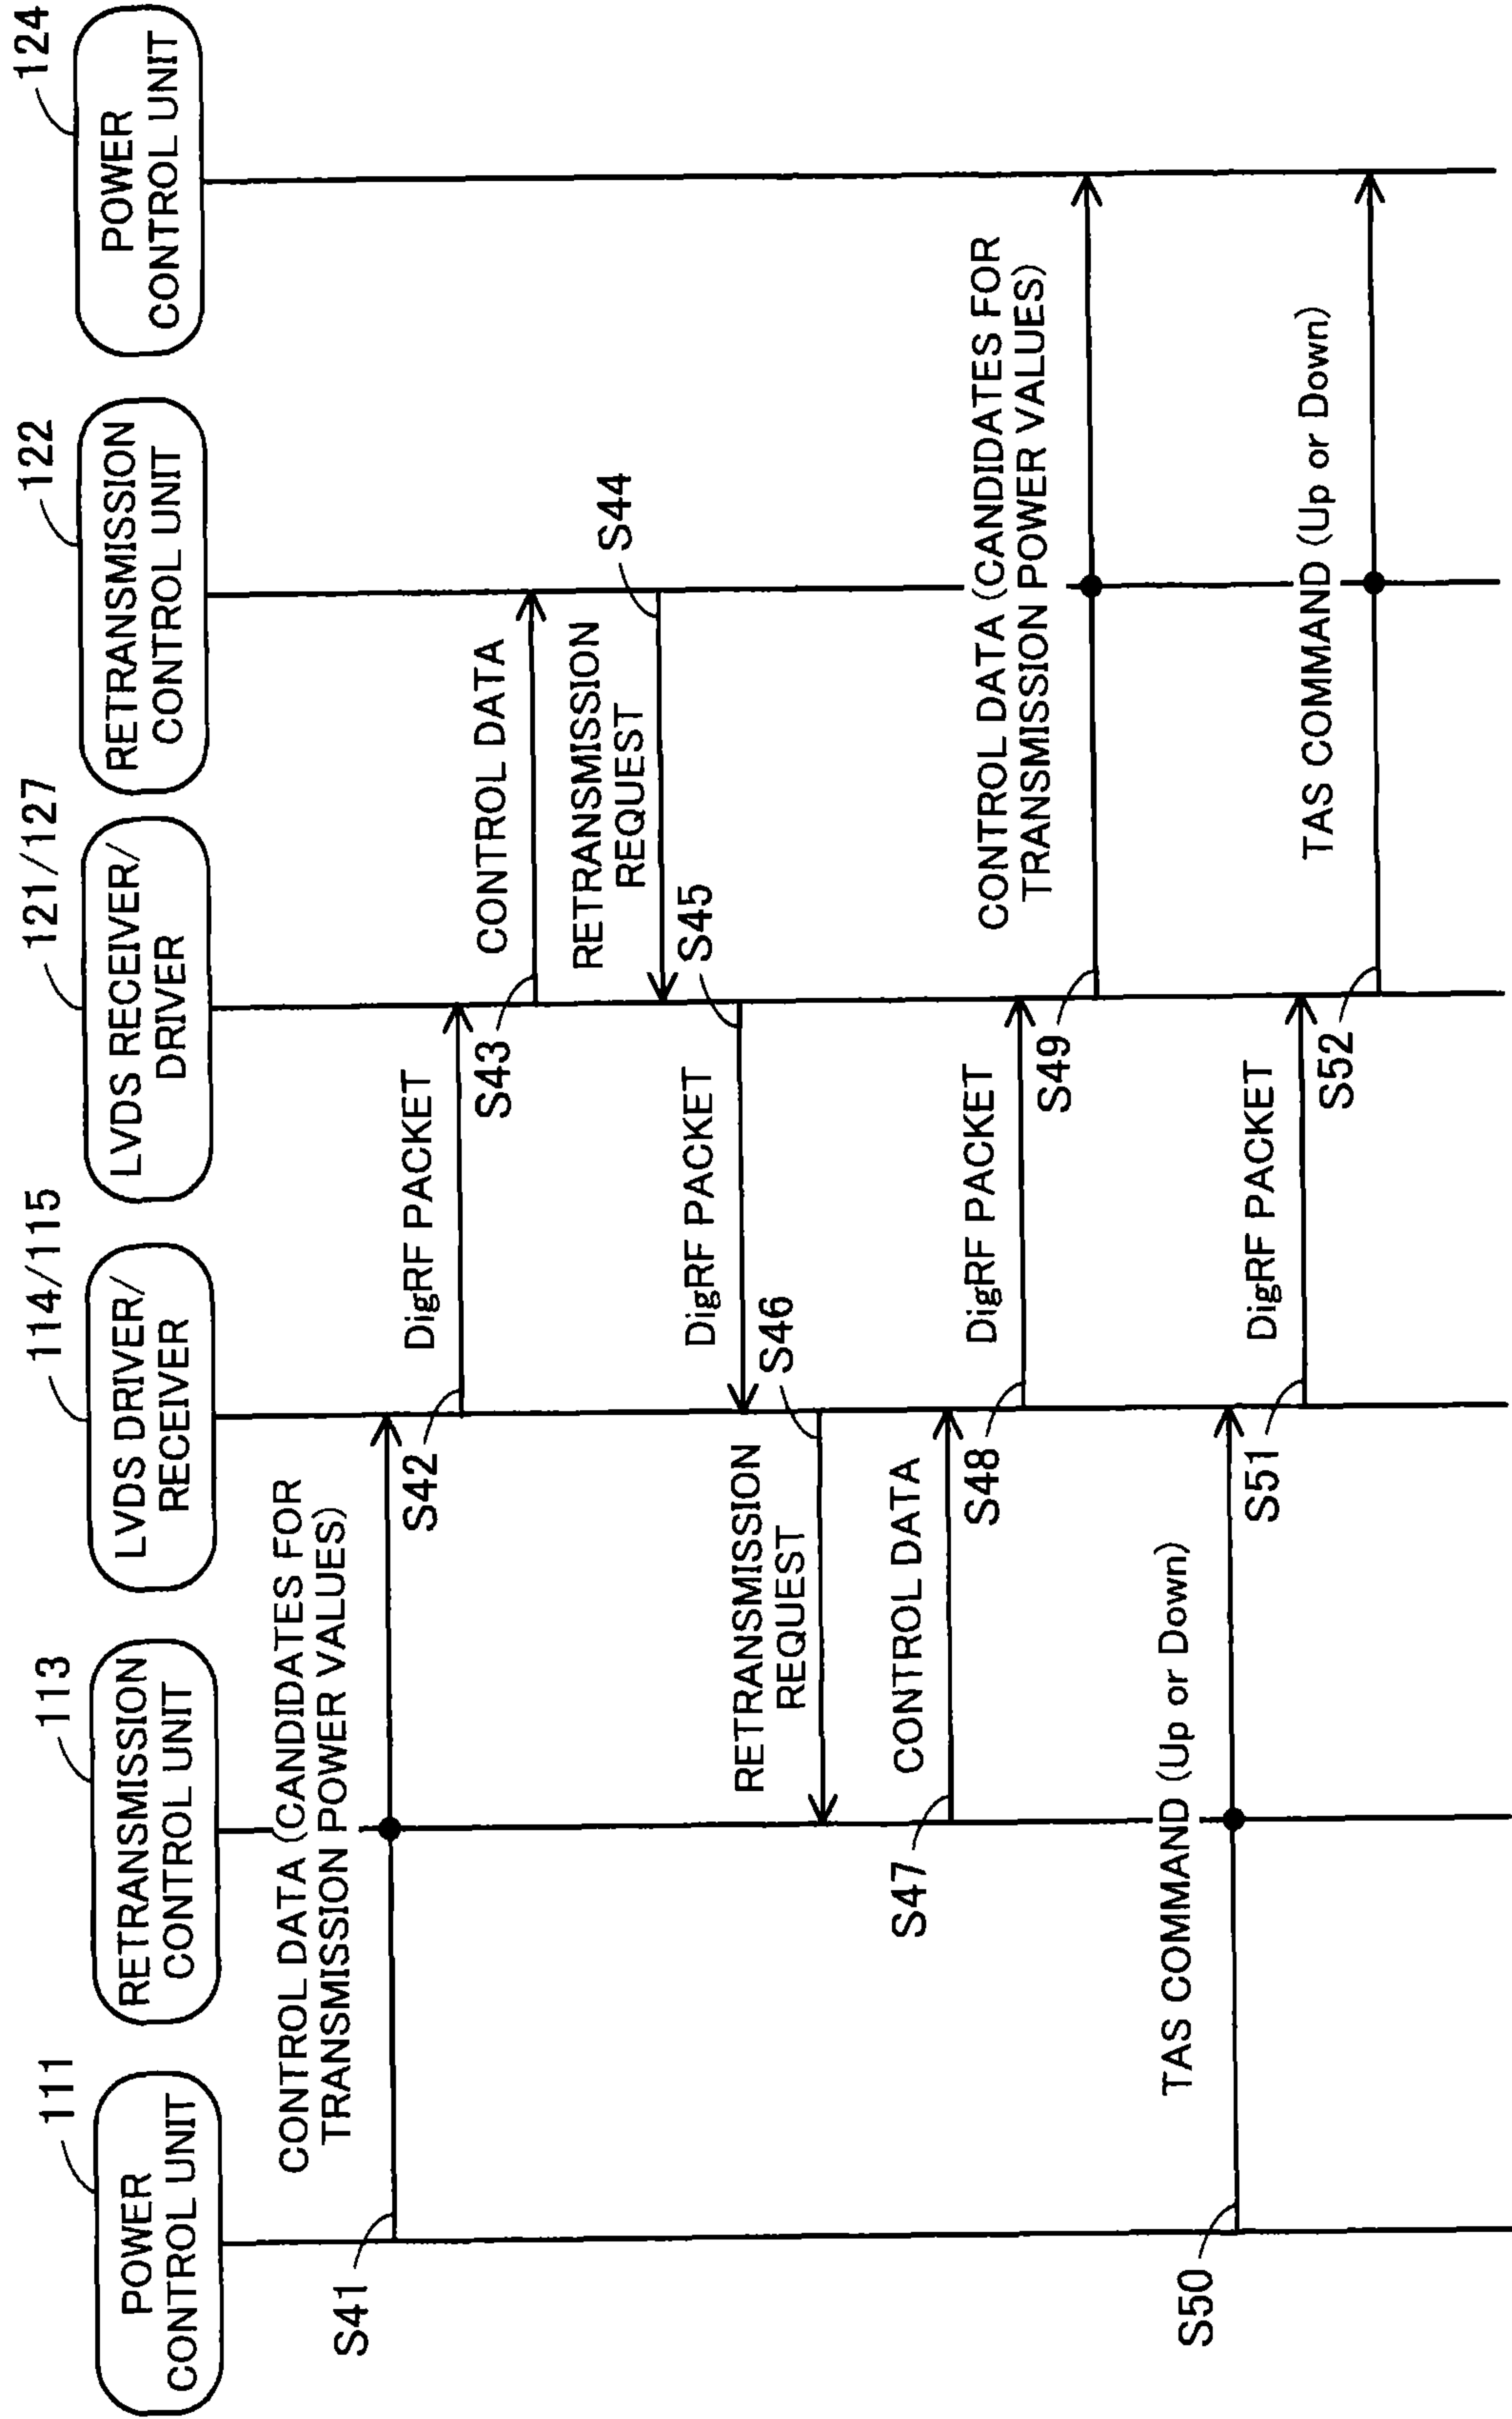 111
POWER
CONTROL UNIT
113
RETRANSMISSION
CONTROL UNIT
114/115
LVDS DRIVER/
RECEIVER
121/127
LVDS RECEIVER/
DRIVER
122
RETRANSMISSION
CONTROL UNIT
124
POWER
CONTROL UNIT
S41
CONTROL DATA (CANDIDATES FOR
TRANSMISSION POWER VALUES)
S42
DigRF PACKET
S43
CONTROL DATA
S44
RETRANSMISSION
REQUEST
S45
DigRF PACKET
S46
RETRANSMISSION
REQUEST
S47
CONTROL DATA
S48
DigRF PACKET
S49
CONTROL DATA (CANDIDATES FOR
TRANSMISSION POWER VALUES)
S50
TAS COMMAND (Up or Down)
S51
DigRF PACKET
S52
TAS COMMAND (Up or Down)